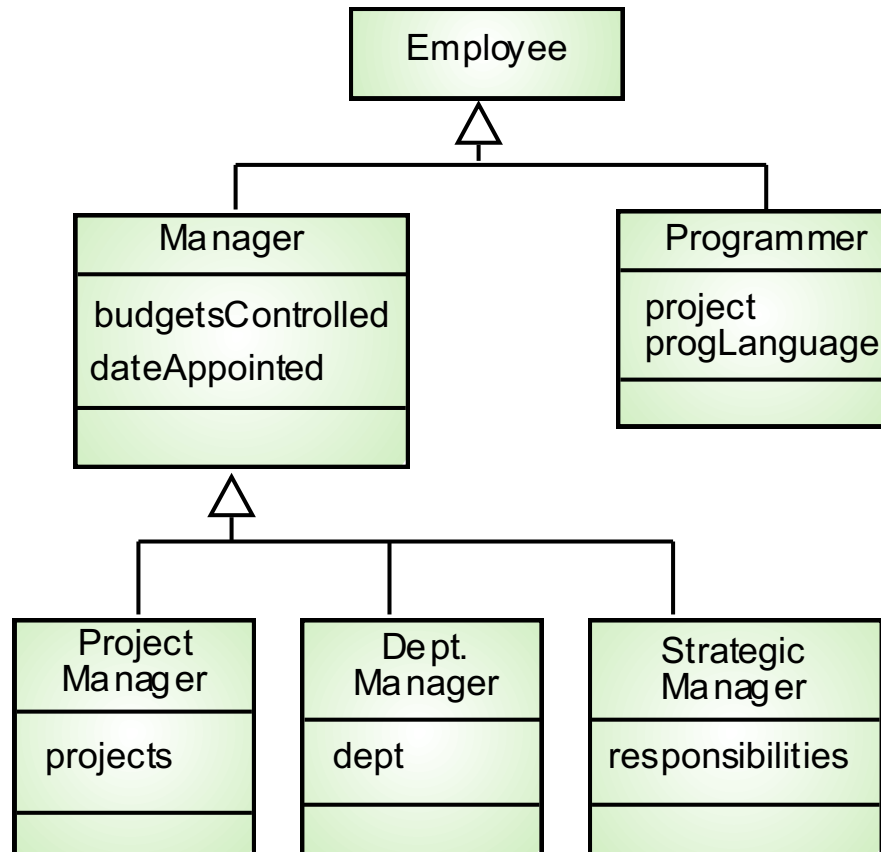 Employee
Manager
budgetsControlled
dateAppointed
Programmer
project
progLanguage
Project
Manager
projects
Dept.
Manager
dept
Strategic
Manager
responsibilities